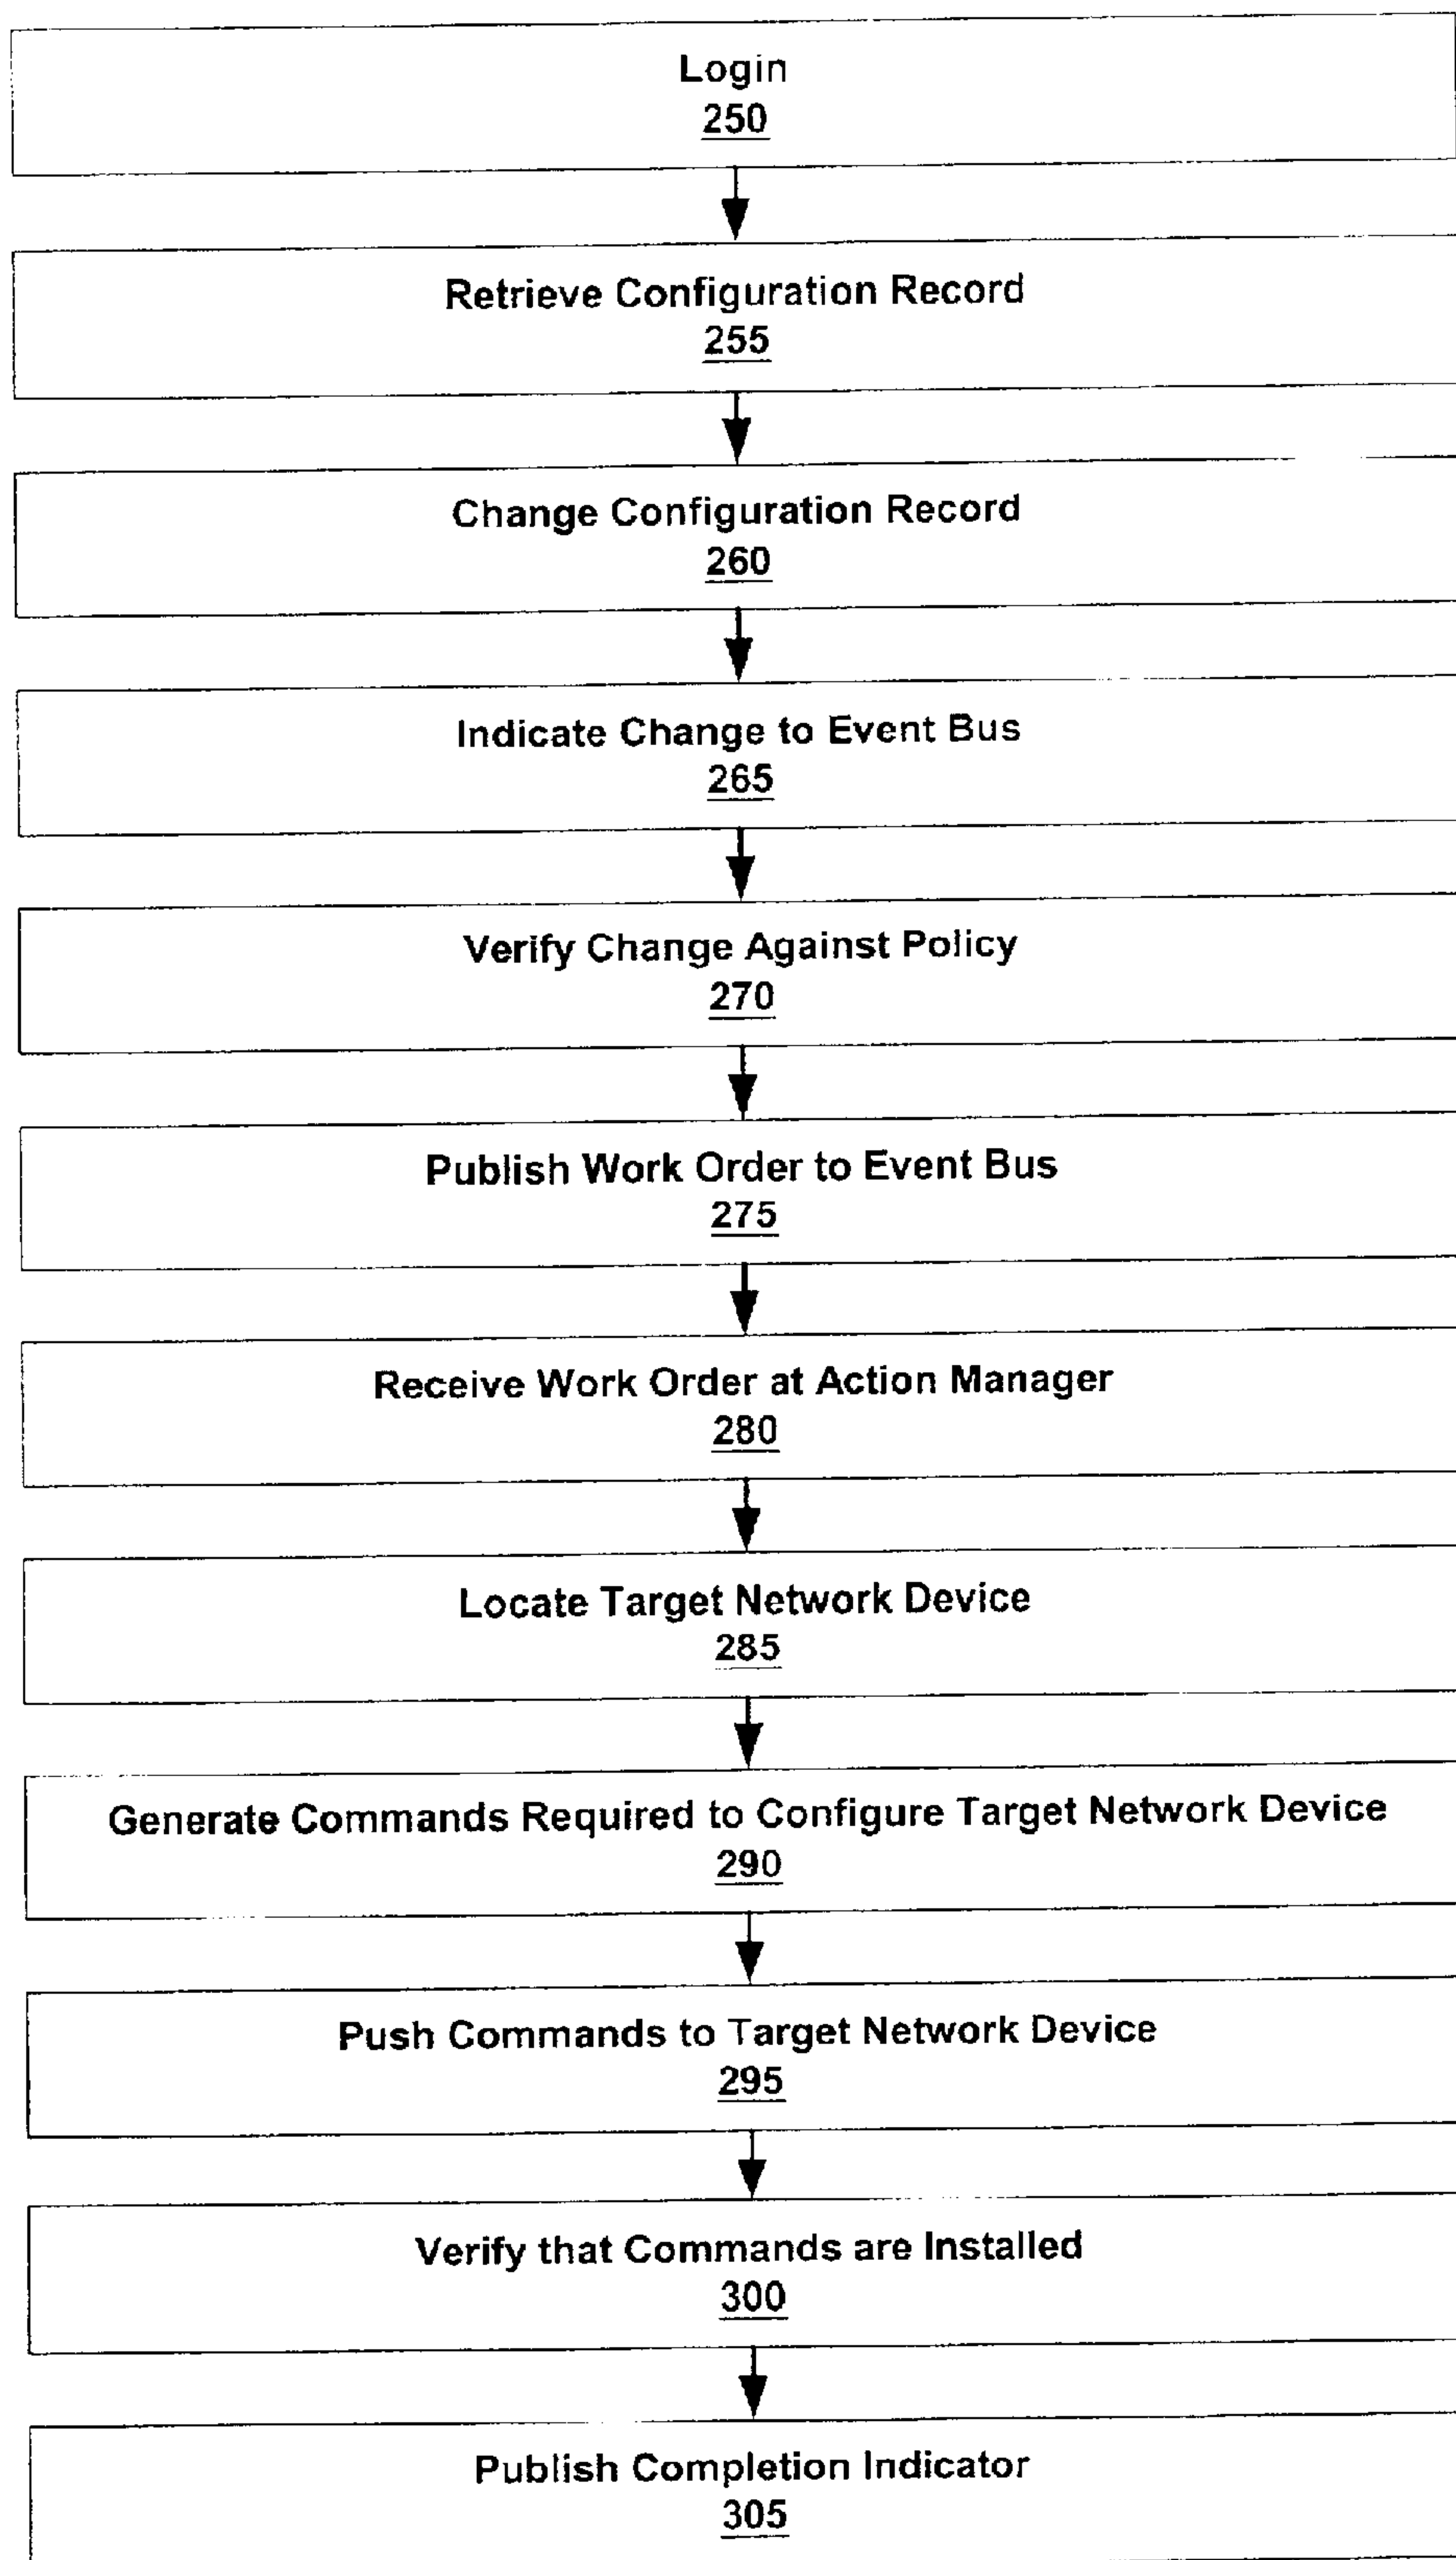 Login
250
Retrieve Configuration Record
255
Change Configuration Record
260
Indicate Change to Event Bus
265
Verify Change Against Policy
270
Publish Work Order to Event Bus
275
Receive Work Order at Action Manager
280
Locate Target Network Device
285
Generate Commands Required to Configure Target Network Device
290
Push Commands to Target Network Device
295
Verify that Commands are Installed
300
Publish Completion Indicator
305